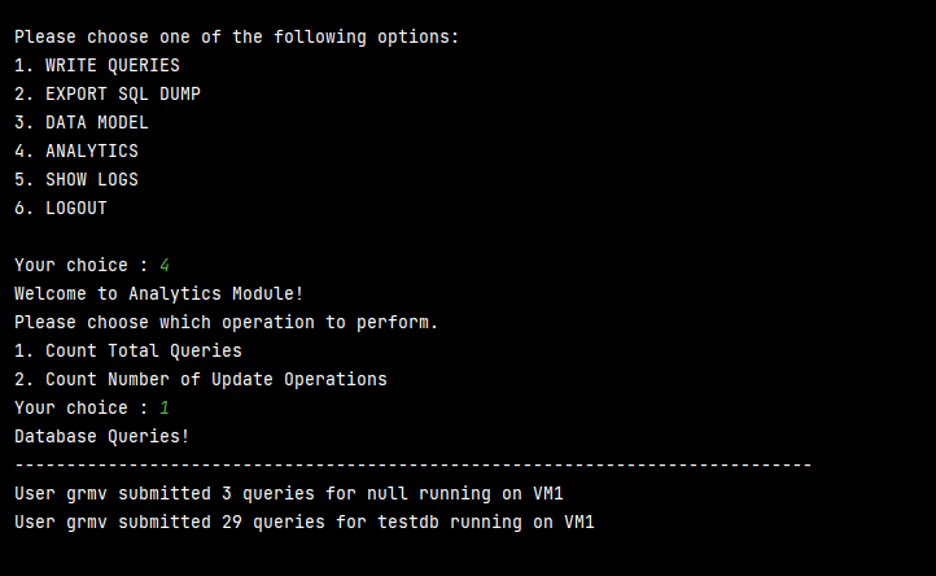 Please choose one of the following options:
1. WRITE QUERIES
2. EXPORT SQL DUMP
3. DATA MODEL
4. ANALYTICS
5. SHOW LOGS
6. LOGOUT
Your choice : 4
Welcome to Analytics Module!
Please choose which operation to perform.
1. Count Total Queries
2. Count Number of Update Operations
Your choice : 1
Database Queries!
-----------------------------------------------------------------------------
User grmv submitted 3 queries for null running on VM1
User grmv submitted 29 queries for testdb running on VM1